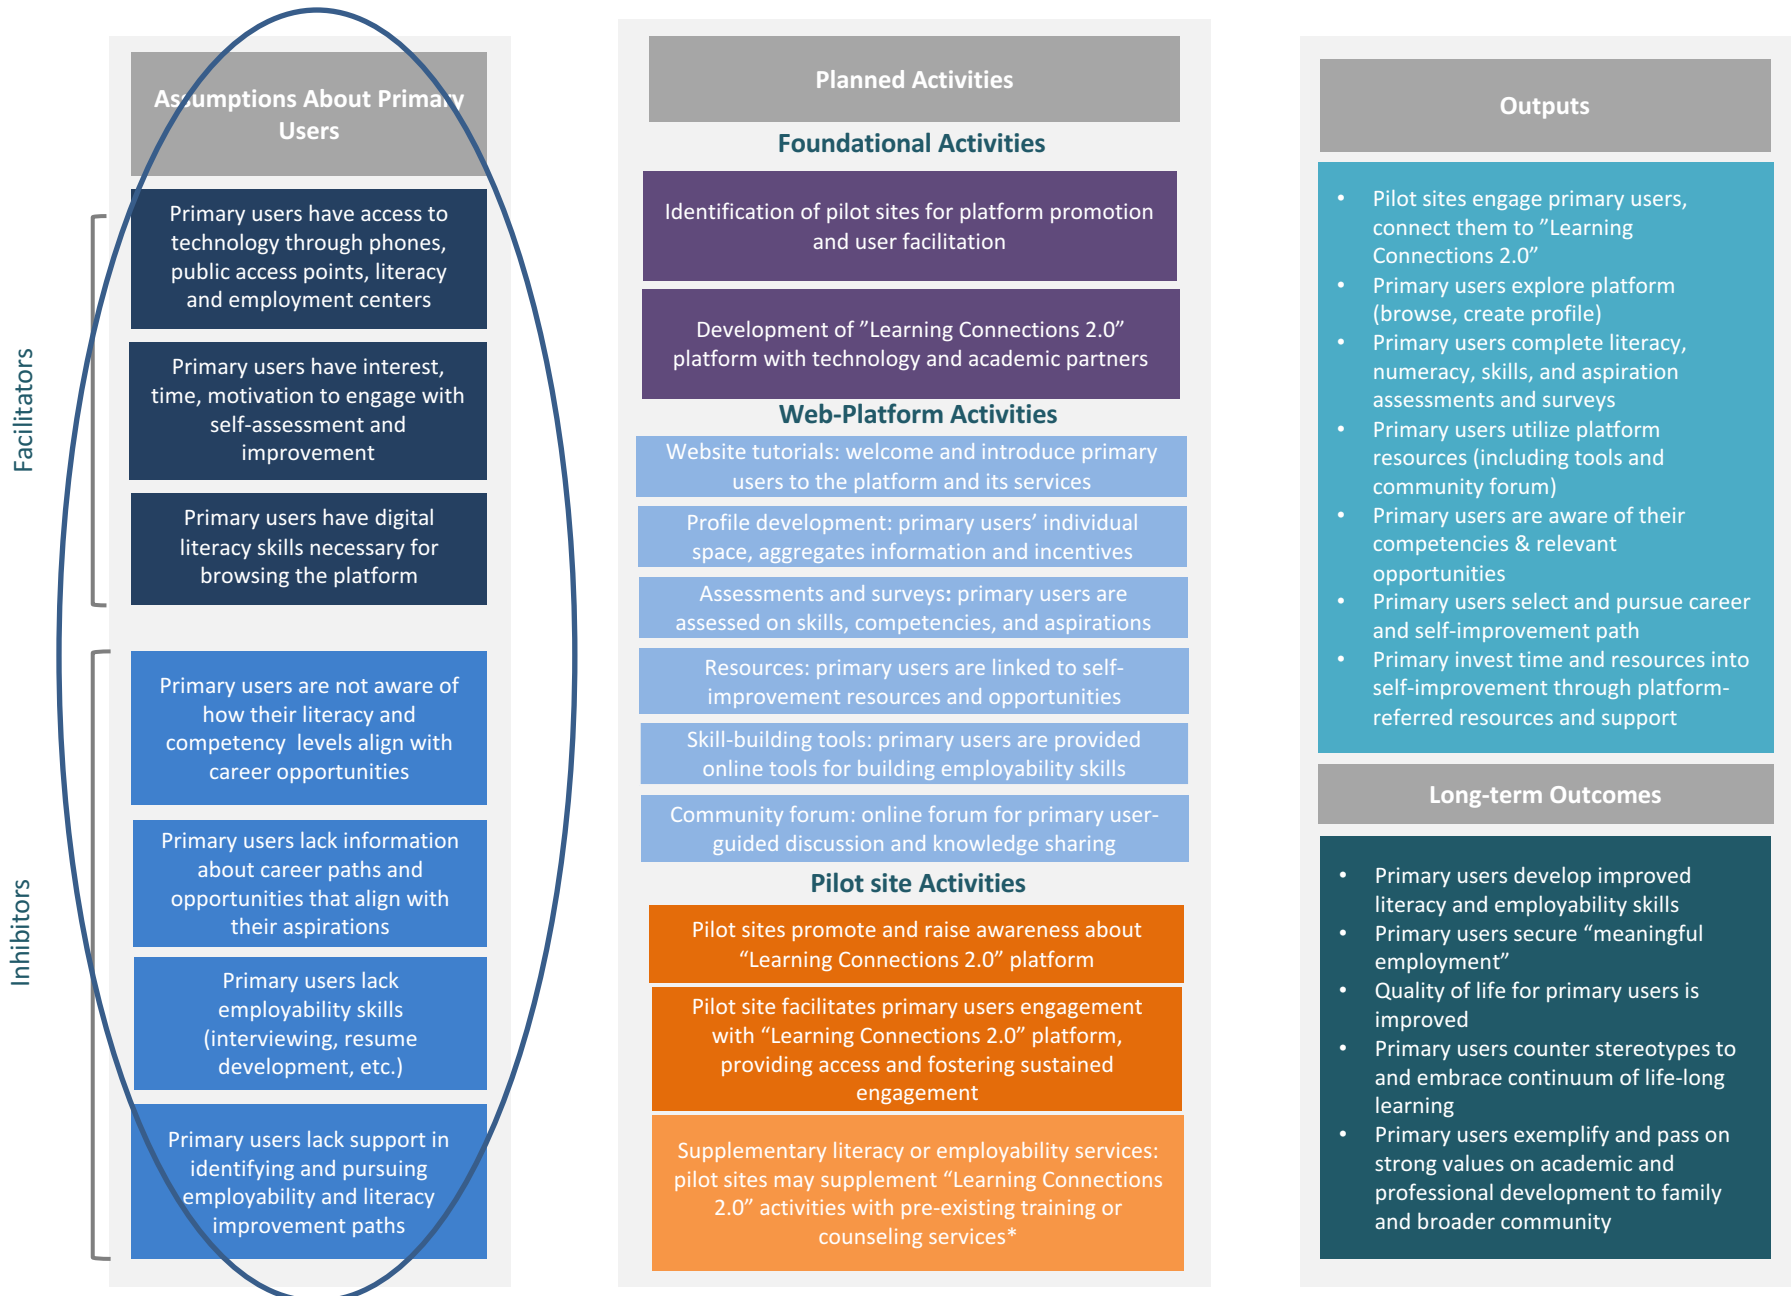 Assumptions About Primary
Users
Facilitators
Primary users have access to
technology through phones,
public access points, literacy
and employment centers
Primary users have interest,
time, motivation to engage with
self-assessment and
improvement
Primary users have digital
literacy skills necessary for
browsing the platform
Inhibitors
Primary users are not aware of
how their literacy and
competency levels align with
career opportunities
Primary users lack information
about career paths and
opportunities that align with
their aspirations
Primary users lack
employability skills
(interviewing, resume
development, etc.)
Primary users lack support in
identifying and pursuing
employability and literacy
improvement paths
Planned Activities
Foundational Activities
Identification of pilot sites for platform promotion
and user facilitation
Development of ”Learning Connections 2.0”
platform with technology and academic partners
Web-Platform Activities
Website tutorials: welcome and introduce primary
users to the platform and its services
Profile development: primary users’ individual
space, aggregates information and incentives
Assessments and surveys: primary users are
assessed on skills, competencies, and aspirations
Resources: primary users are linked to self-
improvement resources and opportunities
Skill-building tools: primary users are provided
online tools for building employability skills
Community forum: online forum for primary user-
guided discussion and knowledge sharing
Pilot site Activities
Pilot sites promote and raise awareness about
“Learning Connections 2.0” platform
Pilot site facilitates primary users engagement
with “Learning Connections 2.0” platform,
providing access and fostering sustained
engagement
Supplementary literacy or employability services:
pilot sites may supplement “Learning Connections
2.0” activities with pre-existing training or
counseling services*
Outputs
• Pilot sites engage primary users,
connect them to ”Learning
Connections 2.0”
• Primary users explore platform
(browse, create profile)
• Primary users complete literacy,
numeracy, skills, and aspiration
assessments and surveys
• Primary users utilize platform
resources (including tools and
community forum)
• Primary users are aware of their
competencies & relevant
opportunities
• Primary users select and pursue career
and self-improvement path
• Primary invest time and resources into
self-improvement through platform-
referred resources and support
Long-term Outcomes
• Primary users develop improved
literacy and employability skills
• Primary users secure “meaningful
employment”
• Quality of life for primary users is
improved
• Primary users counter stereotypes to
and embrace continuum of life-long
learning
• Primary users exemplify and pass on
strong values on academic and
professional development to family
and broader community